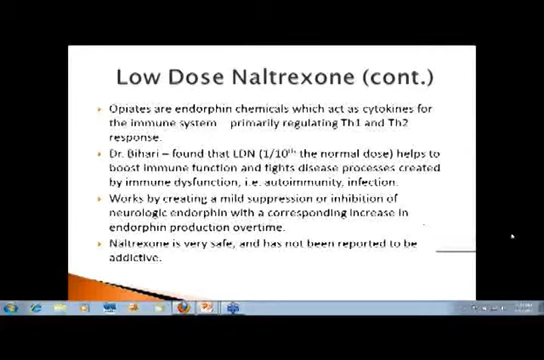 Low Dose Naltrexone (cont.)
Opiates are endorphin chemicals which act as cytokines for
the immune system primarily regulating Th1 and Th2
response.
Dr. Bihari – found that LDN (1/10th the normal dose) helps to
boost immune function and fights disease processes created
by immune dysfunction, i.e. autoimmunity, infection.
Works by creating a mild suppression or inhibition of
neurologic endorphin with a corresponding increase in
endorphin production overtime.
Naltrexone is very safe, and has not been reported to be
addictive.